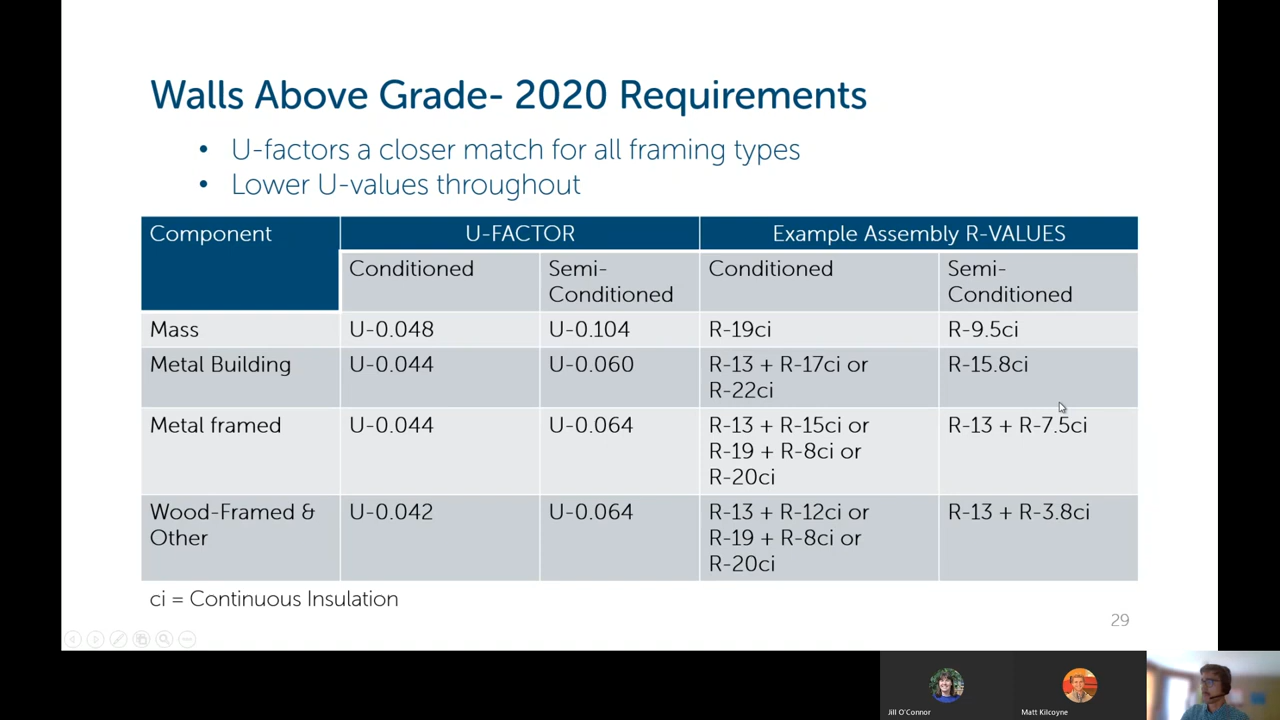 Walls Above Grade- 2020 Requirements
• U-factors a closer match for all framing types
• Lower U-values throughout
Component
U-FACTOR
Example Assembly R-VALUES
Conditioned
Semi-
Conditioned
Conditioned
Semi-
Conditioned
Mass
U-0.048
U-0.104
R-19ci
R-9.5ci
Metal Building
U-0.044
U-0.060
R-13 + R-17ci or
R-22ci
R-15.8ci
Metal framed
U-0.044
U-0.064
R-13 + R-15ci or
R-19 + R-8ci or
R-20ci
R-13 + R-7.5ci
Wood-Framed &
Other
U-0.042
U-0.064
R-13 + R-12ci or
R-19 + R-8ci or
R-20ci
R-13 + R-3.8ci
ci = Continuous Insulation
29
Jill O'Connor
Matt Kilcoyne